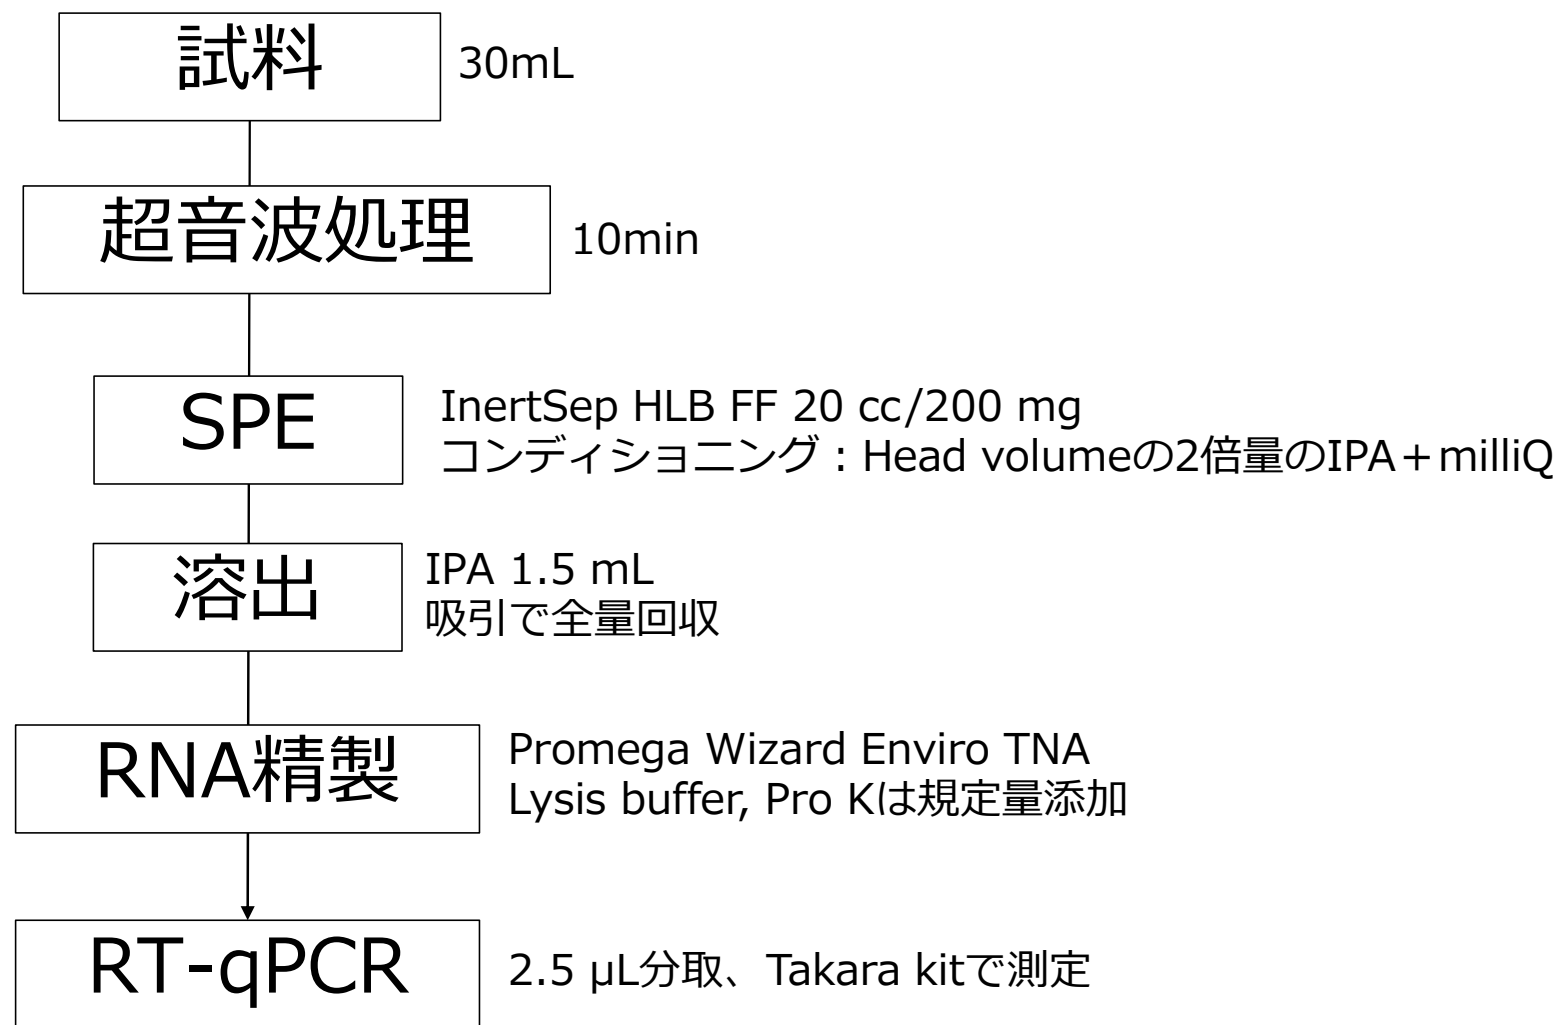 試料
30mL
超音波処理
10min
SPE
InertSep HLB FF 20 cc/200 mg
コンディショニング：Head volumeの2倍量のIPA＋milliQ
溶出
IPA 1.5 mL
吸引で全量回収
RNA精製
Promega Wizard Enviro TNA
Lysis buffer, Pro Kは規定量添加
RT-qPCR
2.5 μL分取、Takara kitで測定